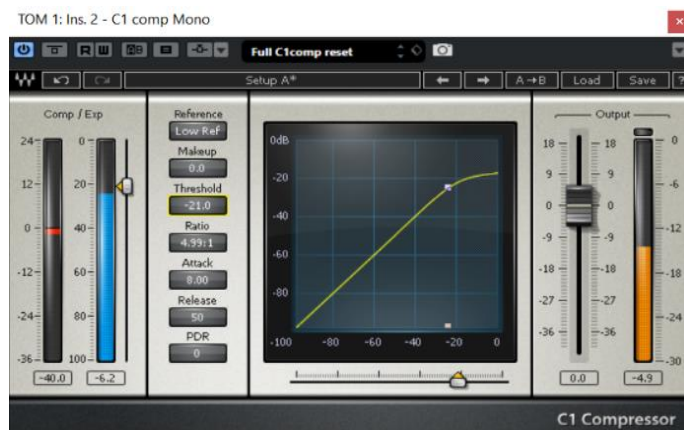 TOM 1: Ins. 2 - C1 comp Mono
R W AB Full C1comp reset
Setup A* A→B Load Save ?
Comp / Exp
24 0
12 20
0 40
-12 60
-24 80
-36 100
-40.0 -6.2
Reference
Low Ref
Makeup
0.0
Threshold
-21.0
Ratio
4.99:1
Attack
8.00
Release
50
PDR
0
0dB
-20
-40
-60
-80
-100 -80 -60 -40 -20 0
Output
18 18 0
9 9
0 0
-9 -9
-18 -18
-27 -27
-36 -36
-12
-24
-30
0.0 -4.9
C1 Compressor